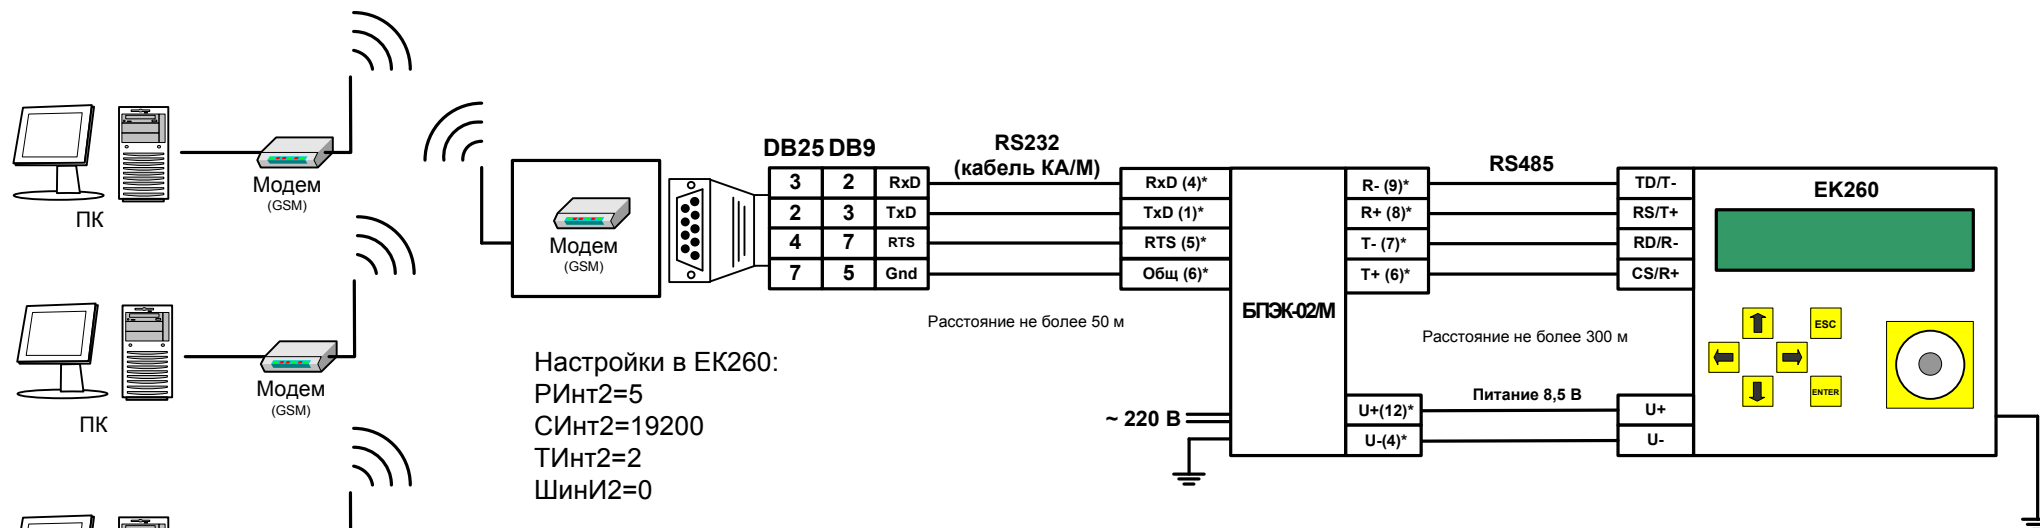 Модем
(GSM)
ПК
Модем
(GSM)
ПК
Модем
(GSM)
DB25 DB9
3 2 RxD
2 3 TxD
4 7 RTS
7 5 Gnd
RS232
(кабель КА/М)
RxD (4)*
TxD (1)*
RTS (5)*
Общ (6)*
Расстояние не более 50 м
Настройки в ЕК260:
РИнт2=5
СИнт2=19200
ТИнт2=2
ШинИ2=0
~ 220 В
БПЭК-02/М
R- (9)*
R+ (8)*
T- (7)*
T+ (6)*
U+(12)*
U-(4)*
RS485
Расстояние не более 300 м
Питание 8,5 В
TD/T-
RS/T+
RD/R-
CS/R+
U+
U-
EK260
ESC
ENTER